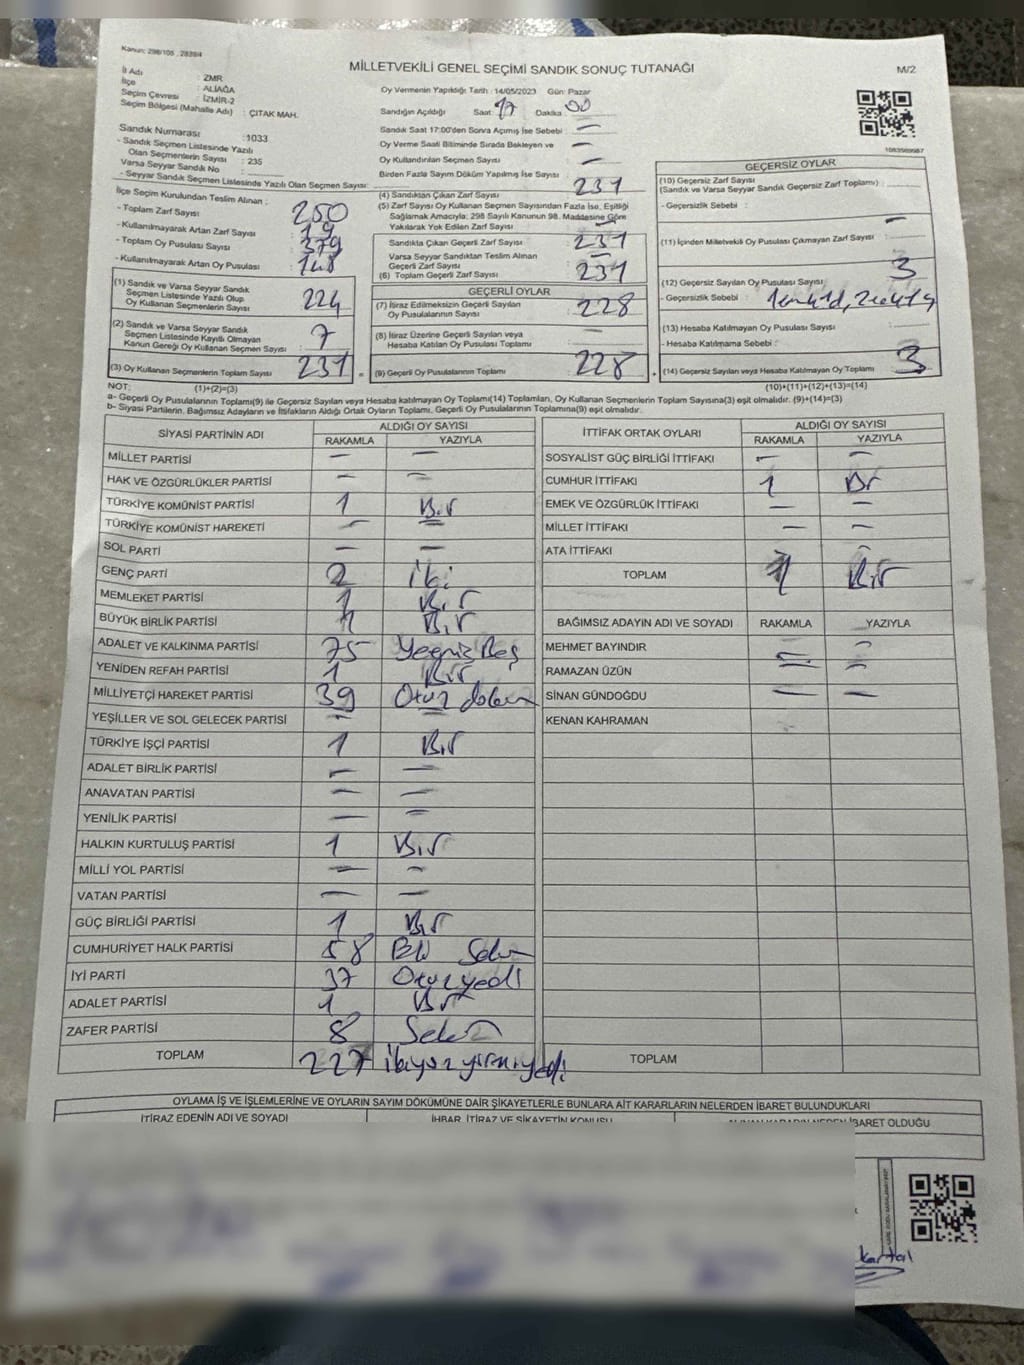 Kanun: 298/105 , 2839/4
MİLLETVEKİLİ GENEL SEÇİMİ SANDIK SONUÇ TUTANAĞI
M/2
İl Adı : ZMR
İlçe : ALİAĞA
Seçim Çevresi : İZMİR-2
Seçim Bölgesi (Mahalle Adı) : ÇITAK MAH.
Sandık Numarası : 1033
- Sandık Seçmen Listesinde Yazılı
Olan Seçmenlerin Sayısı : 235
Varsa Seyyar Sandık No :
- Seyyar Sandık Seçmen Listesinde Yazılı Olan Seçmen Sayısı:
İlçe Seçim Kurulundan Teslim Alınan ;
- Toplam Zarf Sayısı : 250
- Kullanılmayarak Artan Zarf Sayısı : 19
- Toplam Oy Pusulası Sayısı : 379
- Kullanılmayarak Artan Oy Pusulası : 148
(1) Sandık ve Varsa Seyyar Sandık
Seçmen Listesinde Yazılı Olup
Oy Kullanan Seçmenlerin Sayısı : 224
(2) Sandık ve Varsa Seyyar Sandık
Seçmen Listesinde Kayıtlı Olmayan
Kanun Gereği Oy Kullanan Seçmen Sayısı : 7
(3) Oy Kullanan Seçmenlerin Toplam Sayısı : 231
Oy Vermenin Yapıldığı Tarih : 14/05/2023 Gün: Pazar
Sandığın Açıldığı Saat: 17 Dakika : 00
Sandık Saat 17:00'den Sonra Açımış İse Sebebi : —
Oy Verme Saati Bitiminde Sırada Bekleyen ve
Oy Kullandırılan Seçmen Sayısı : —
Birden Fazla Sayım Döküm Yapılmış İse Sayısı :
(4) Sandıktan Çıkan Zarf Sayısı : 231
(5) Zarf Sayısı Oy Kullanan Seçmen Sayısından Fazla İse, Eşitliği
Sağlamak Amacıyla; 298 Sayılı Kanunun 98. Maddesine Göre
Yakılarak Yok Edilen Zarf Sayısı : —
Sandıkta Çıkan Geçerli Zarf Sayısı : 231
Varsa Seyyar Sandıktan Teslim Alınan
Geçerli Zarf Sayısı : —
(6) Toplam Geçerli Zarf Sayısı : 231
GEÇERLİ OYLAR
(7) İtiraz Edilmeksizin Geçerli Sayılan
Oy Pusulasının Sayısı : 228
(8) İtiraz Üzerine Geçerli Sayılan veya
Hesaba Katılan Oy Pusulası Toplamı : —
(9) Geçerli Oy Pusulalarının Toplamı : 228
1083989987
GEÇERSİZ OYLAR
(10) Geçersiz Zarf Sayısı
(Sandık ve Varsa Seyyar Sandık Geçersiz Zarf Toplamı) :
- Geçersizlik Sebebi :
(11) İçinden Milletvekili Oy Pusulası Çıkmayan Zarf Sayısı : —
(12) Geçersiz Sayılan Oy Pusulası Sayısı : 3
- Geçersizlik Sebebi :
(13) Hesaba Katılmayan Oy Pusulası Sayısı :
- Hesaba Katılmama Sebebi :
(14) Geçersiz Sayılan veya Hesaba Katılmayan Oy Pusulası Toplamı : 3
NOT: (1)+(2)=(3) (10)+(11)+(12)+(13)=(14)
a- Geçerli Oy Pusulalarının Toplamı(9) ile Geçersiz Sayılan veya Hesaba katılmayan Oy Toplamı(14) Toplamları, Oy Kullanan Seçmenlerin Toplam Sayısına(3) eşit olmalıdır. (9)+(14)=(3)
b- Siyasi Partilerin, Bağımsız Adayların ve İttifakların Aldığı Ortak Oyların Toplamı, Geçerli Oy Pusulalarının Toplamına(9) eşit olmalıdır.
SİYASİ PARTİNİN ADI ALDIĞI OY SAYISI
RAKAMLA YAZIYLA
MİLLET PARTİSİ — —
HAK VE ÖZGÜRLÜKLER PARTİSİ — —
TÜRKİYE KOMÜNİST PARTİSİ 1 Bir
TÜRKİYE KOMÜNİST HAREKETİ — —
SOL PARTİ — —
GENÇ PARTİ 2 İki
MEMLEKET PARTİSİ 1 Bir
BÜYÜK BİRLİK PARTİSİ 1 Bir
ADALET VE KALKINMA PARTİSİ 75 Yetmiş Beş
YENİDEN REFAH PARTİSİ 1 Bir
MİLLİYETÇİ HAREKET PARTİSİ 39 Otuz dokuz
YEŞİLLER VE SOL GELECEK PARTİSİ — —
TÜRKİYE İŞÇİ PARTİSİ 1 Bir
ADALET BİRLİK PARTİSİ — —
ANAVATAN PARTİSİ — —
YENİLİK PARTİSİ — —
HALKIN KURTULUŞ PARTİSİ 1 Bir
MİLLİ YOL PARTİSİ — —
VATAN PARTİSİ — —
GÜÇ BİRLİĞİ PARTİSİ 1 Bir
CUMHURİYET HALK PARTİSİ 58 Elli Sekiz
İYİ PARTİ 37 Otuz yedi
ADALET PARTİSİ 1 Bir
ZAFER PARTİSİ 8 Sekiz
TOPLAM 227 ikiyüz yirmi yedi
İTTİFAK ORTAK OYLARI ALDIĞI OY SAYISI
RAKAMLA YAZIYLA
SOSYALİST GÜÇ BİRLİĞİ İTTİFAKI — —
CUMHUR İTTİFAKI 1 Bir
EMEK VE ÖZGÜRLÜK İTTİFAKI — —
MİLLET İTTİFAKI — —
ATA İTTİFAKI — —
TOPLAM 1 Bir
BAĞIMSIZ ADAYIN ADI VE SOYADI RAKAMLA YAZIYLA
MEHMET BAYINDIR — —
RAMAZAN ÜZÜN — —
SİNAN GÜNDOĞDU — —
KENAN KAHRAMAN
TOPLAM
OYLAMA İŞ VE İŞLEMLERİNE VE OYLARIN SAYIM DÖKÜMÜNE DAİR ŞİKAYETLERLE BUNLARA AİT KARARLARIN NELERDEN İBARET BULUNDUKLARI
İTİRAZ EDENİN ADI VE SOYADI İHBAR, İTİRAZ VE ŞİKAYETİN KONUSU ALINAN KARARIN NEDEN İBARET OLDUĞU